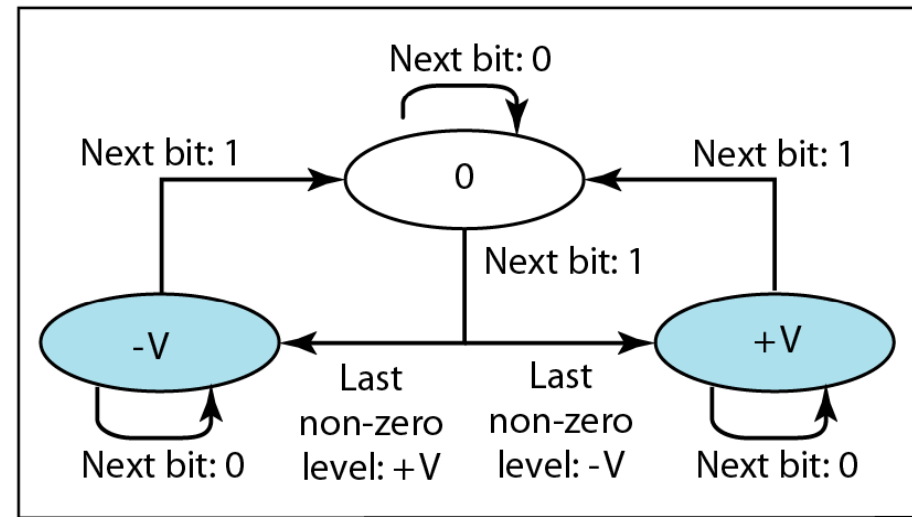 Next bit: 0
Next bit: 1
Next bit: 1
0
Next bit: 1
-V
+V
Last
non-zero
level: +V
Last
non-zero
level: -V
Next bit: 0
Next bit: 0